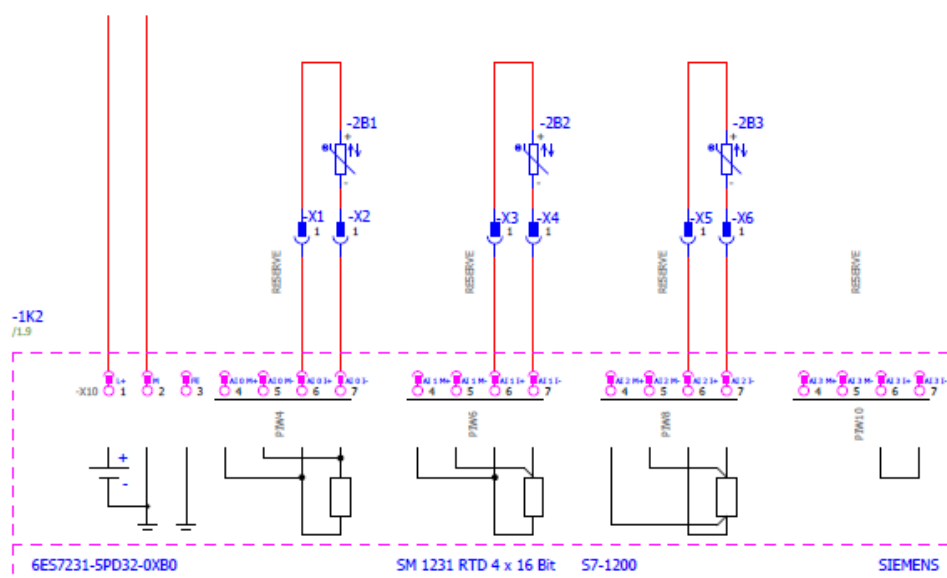 -2B1
-2B2
-2B3
+
+
+
-
-
-
-X1
-X2
-X3
-X4
-X5
-X6
1
1
1
1
1
1
RESERVE
RESERVE
RESERVE
RESERVE
-1K2
/1.9
-X10
L+
M
PE
AI 0 M+
AI 0 M-
AI 0 I+
AI 0 I-
AI 1 M+
AI 1 M-
AI 1 I+
AI 1 I-
AI 2 M+
AI 2 M-
AI 2 I+
AI 2 I-
AI 3 M+
AI 3 M-
AI 3 I+
AI 3 I-
1
2
3
4
5
6
7
4
5
6
7
4
5
6
7
4
5
6
7
PIW4
PIW6
PIW8
PIW10
+
-
6ES7231-5PD32-0XB0
SM 1231 RTD 4 x 16 Bit
S7-1200
SIEMENS